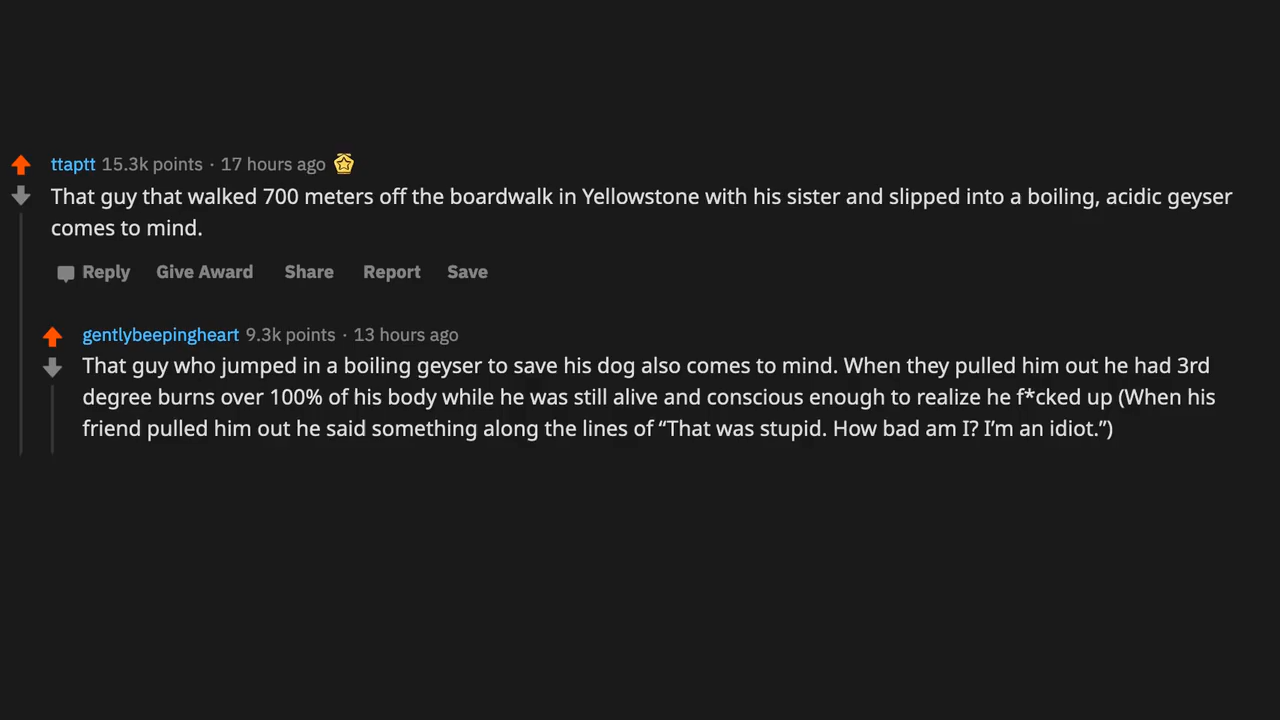 ttaptt 15.3k points · 17 hours ago
That guy that walked 700 meters off the boardwalk in Yellowstone with his sister and slipped into a boiling, acidic geyser
comes to mind.
Reply Give Award Share Report Save
gentlybeepingheart 9.3k points · 13 hours ago
That guy who jumped in a boiling geyser to save his dog also comes to mind. When they pulled him out he had 3rd
degree burns over 100% of his body while he was still alive and conscious enough to realize he f*cked up (When his
friend pulled him out he said something along the lines of “That was stupid. How bad am I? I’m an idiot.”)